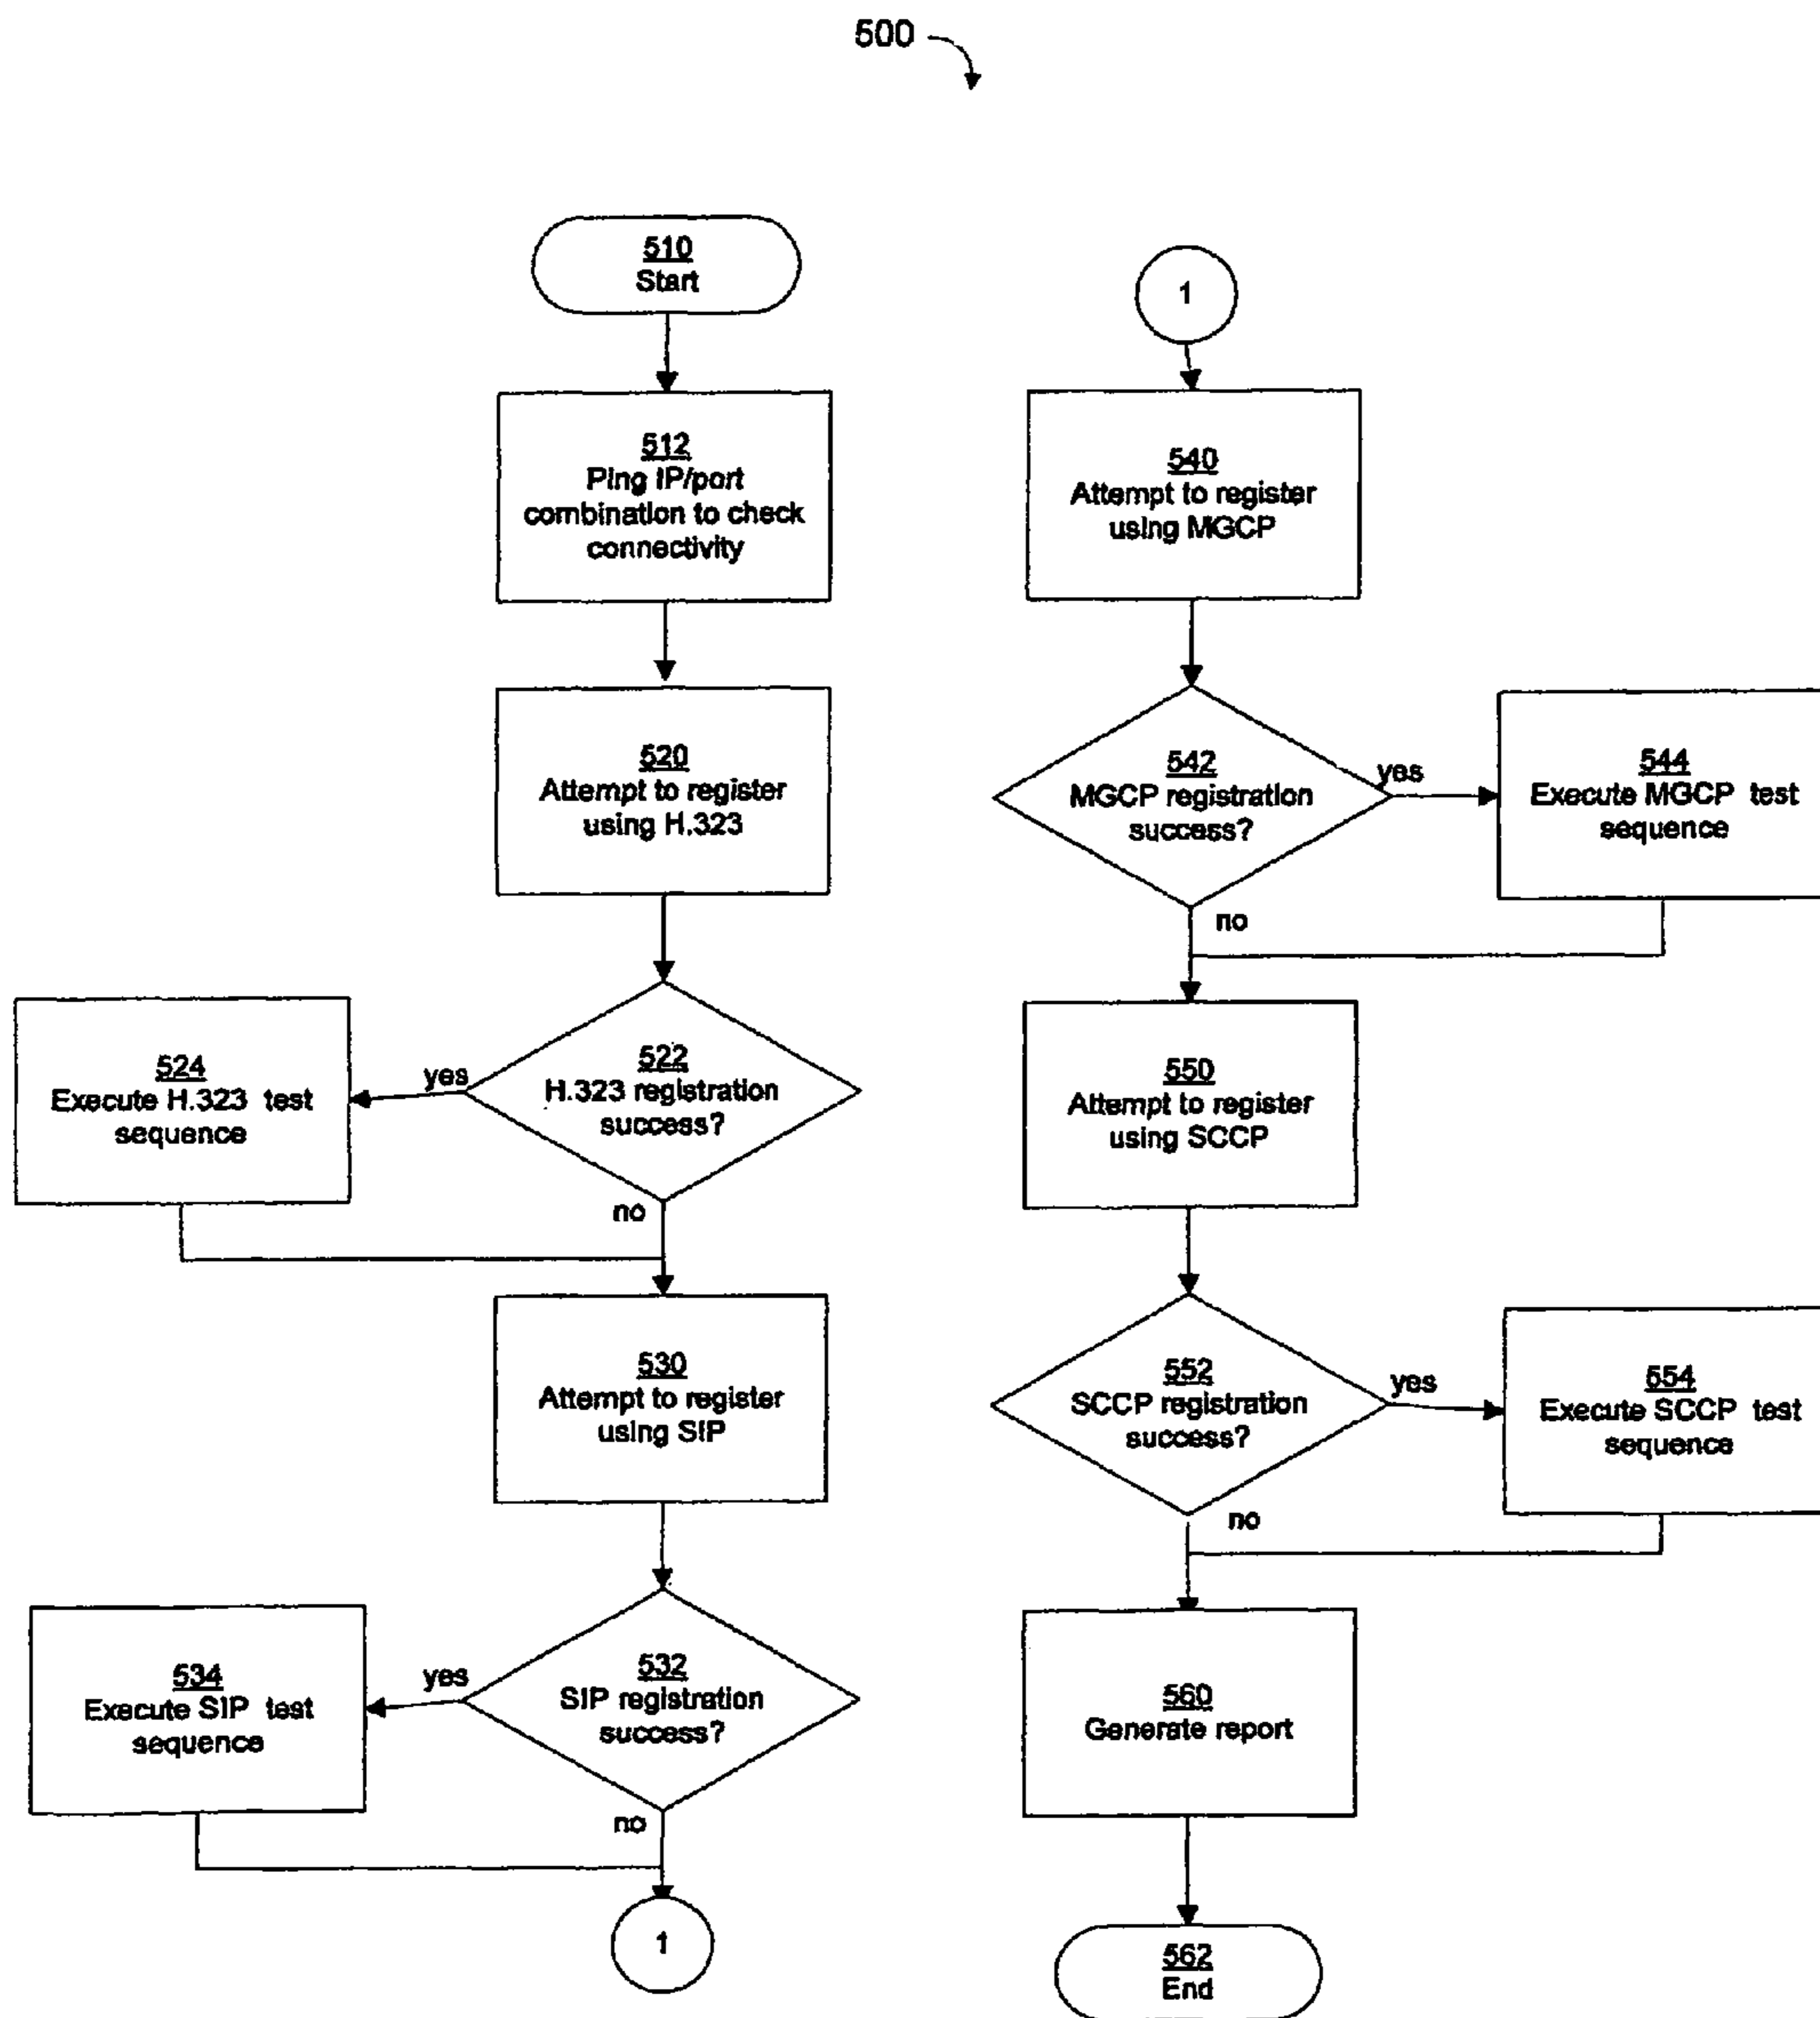 500
510
Start
512
Ping IP/port
combination to check
connectivity
520
Attempt to register
using H.323
522
H.323 registration
success?
yes
no
524
Execute H.323 test
sequence
530
Attempt to register
using SIP
532
SIP registration
success?
yes
no
534
Execute SIP test
sequence
1
1
540
Attempt to register
using MGCP
542
MGCP registration
success?
yes
no
544
Execute MGCP test
sequence
550
Attempt to register
using SCCP
552
SCCP registration
success?
yes
no
554
Execute SCCP test
sequence
560
Generate report
562
End